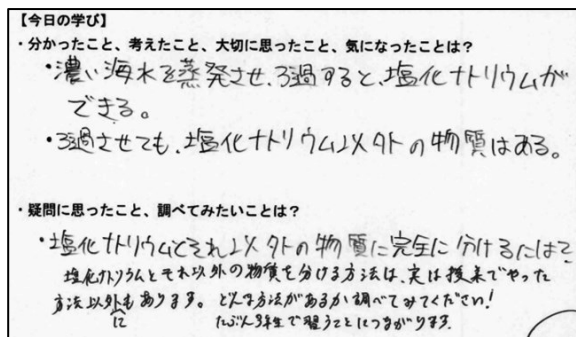 【今日の学び】
・分かったこと、考えたこと、大切に思ったこと、気になったことは？
・濃い海水を蒸発させ、ろ過すると、塩化ナトリウムが
できる。
・ろ過させても、塩化ナトリウム以外の物質はある。
・疑問に思ったこと、調べてみたいことは？
・塩化ナトリウムとそれ以外の物質に完全に分けるには？
塩化ナトリウムとそれ以外の物質を分ける方法は、実は授業でやった
方法以外にもあります。どんな方法があるか調べてみてください！
たぶん3年生で習うことにつながります。